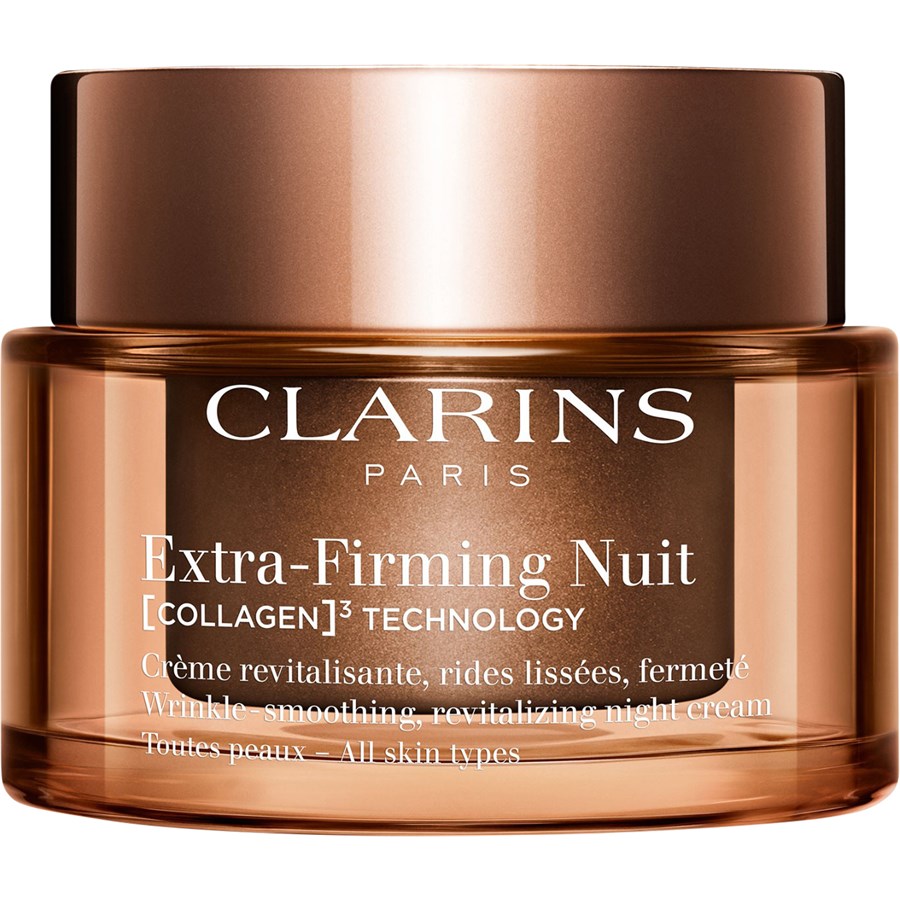 CLARINS
PARIS
Extra-Firming Nuit
[COLLAGEN]³ TECHNOLOGY
Crème revitalisante, rides lissées, fermeté
Wrinkle-smoothing, revitalizing night cream
Toutes peaux – All skin types